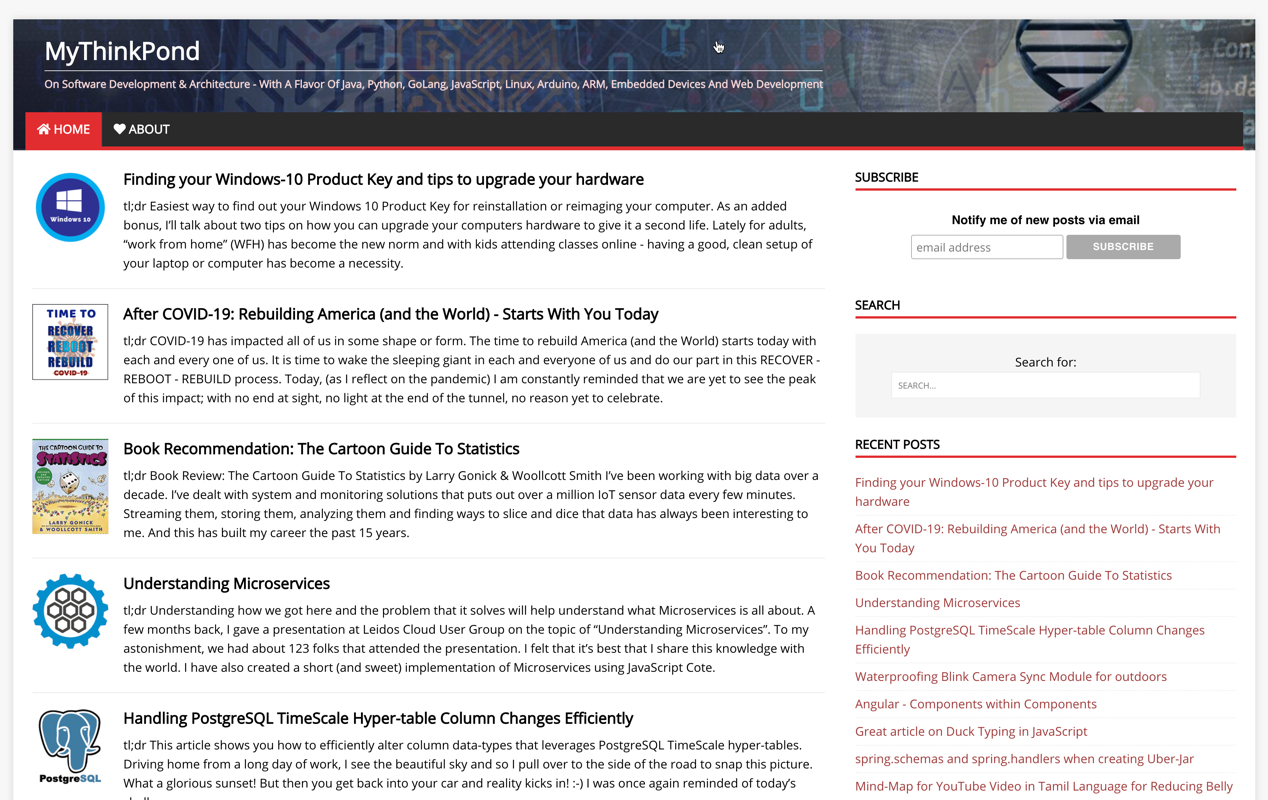 MyThinkPond
On Software Development & Architecture - With A Flavor Of Java, Python, GoLang, JavaScript, Linux, Arduino, ARM, Embedded Devices And Web Development
HOME
ABOUT
Windows 10
Finding your Windows-10 Product Key and tips to upgrade your hardware
tl;dr Easiest way to find out your Windows 10 Product Key for reinstallation or reimaging your computer. As an added
bonus, I’ll talk about two tips on how you can upgrade your computers hardware to give it a second life. Lately for adults,
“work from home” (WFH) has become the new norm and with kids attending classes online - having a good, clean setup of
your laptop or computer has become a necessity.
TIME TO
RECOVER
REBOOT
REBUILD
COVID-19
After COVID-19: Rebuilding America (and the World) - Starts With You Today
tl;dr COVID-19 has impacted all of us in some shape or form. The time to rebuild America (and the World) starts today with
each and every one of us. It is time to wake the sleeping giant in each and everyone of us and do our part in this RECOVER -
REBOOT - REBUILD process. Today, (as I reflect on the pandemic) I am constantly reminded that we are yet to see the peak
of this impact; with no end at sight, no light at the end of the tunnel, no reason yet to celebrate.
THE CARTOON GUIDE TO
STATISTICS
LARRY GONICK
& WOOLLCOTT SMITH
Book Recommendation: The Cartoon Guide To Statistics
tl;dr Book Review: The Cartoon Guide To Statistics by Larry Gonick & Woollcott Smith I’ve been working with big data over a
decade. I’ve dealt with system and monitoring solutions that puts out over a million IoT sensor data every few minutes.
Streaming them, storing them, analyzing them and finding ways to slice and dice that data has always been interesting to
me. And this has built my career the past 15 years.
Understanding Microservices
tl;dr Understanding how we got here and the problem that it solves will help understand what Microservices is all about. A
few months back, I gave a presentation at Leidos Cloud User Group on the topic of “Understanding Microservices”. To my
astonishment, we had about 123 folks that attended the presentation. I felt that it’s best that I share this knowledge with
the world. I have also created a short (and sweet) implementation of Microservices using JavaScript Cote.
PostgreSQL
Handling PostgreSQL TimeScale Hyper-table Column Changes Efficiently
tl;dr This article shows you how to efficiently alter column data-types that leverages PostgreSQL TimeScale hyper-tables.
Driving home from a long day of work, I see the beautiful sky and so I pull over to the side of the road to snap this picture.
What a glorious sunset! But then you get back into your car and reality kicks in! :-) I was once again reminded of today’s
SUBSCRIBE
Notify me of new posts via email
email address
SUBSCRIBE
SEARCH
Search for:
SEARCH...
RECENT POSTS
Finding your Windows-10 Product Key and tips to upgrade your
hardware
After COVID-19: Rebuilding America (and the World) - Starts With
You Today
Book Recommendation: The Cartoon Guide To Statistics
Understanding Microservices
Handling PostgreSQL TimeScale Hyper-table Column Changes
Efficiently
Waterproofing Blink Camera Sync Module for outdoors
Angular - Components within Components
Great article on Duck Typing in JavaScript
spring.schemas and spring.handlers when creating Uber-Jar
Mind-Map for YouTube Video in Tamil Language for Reducing Belly